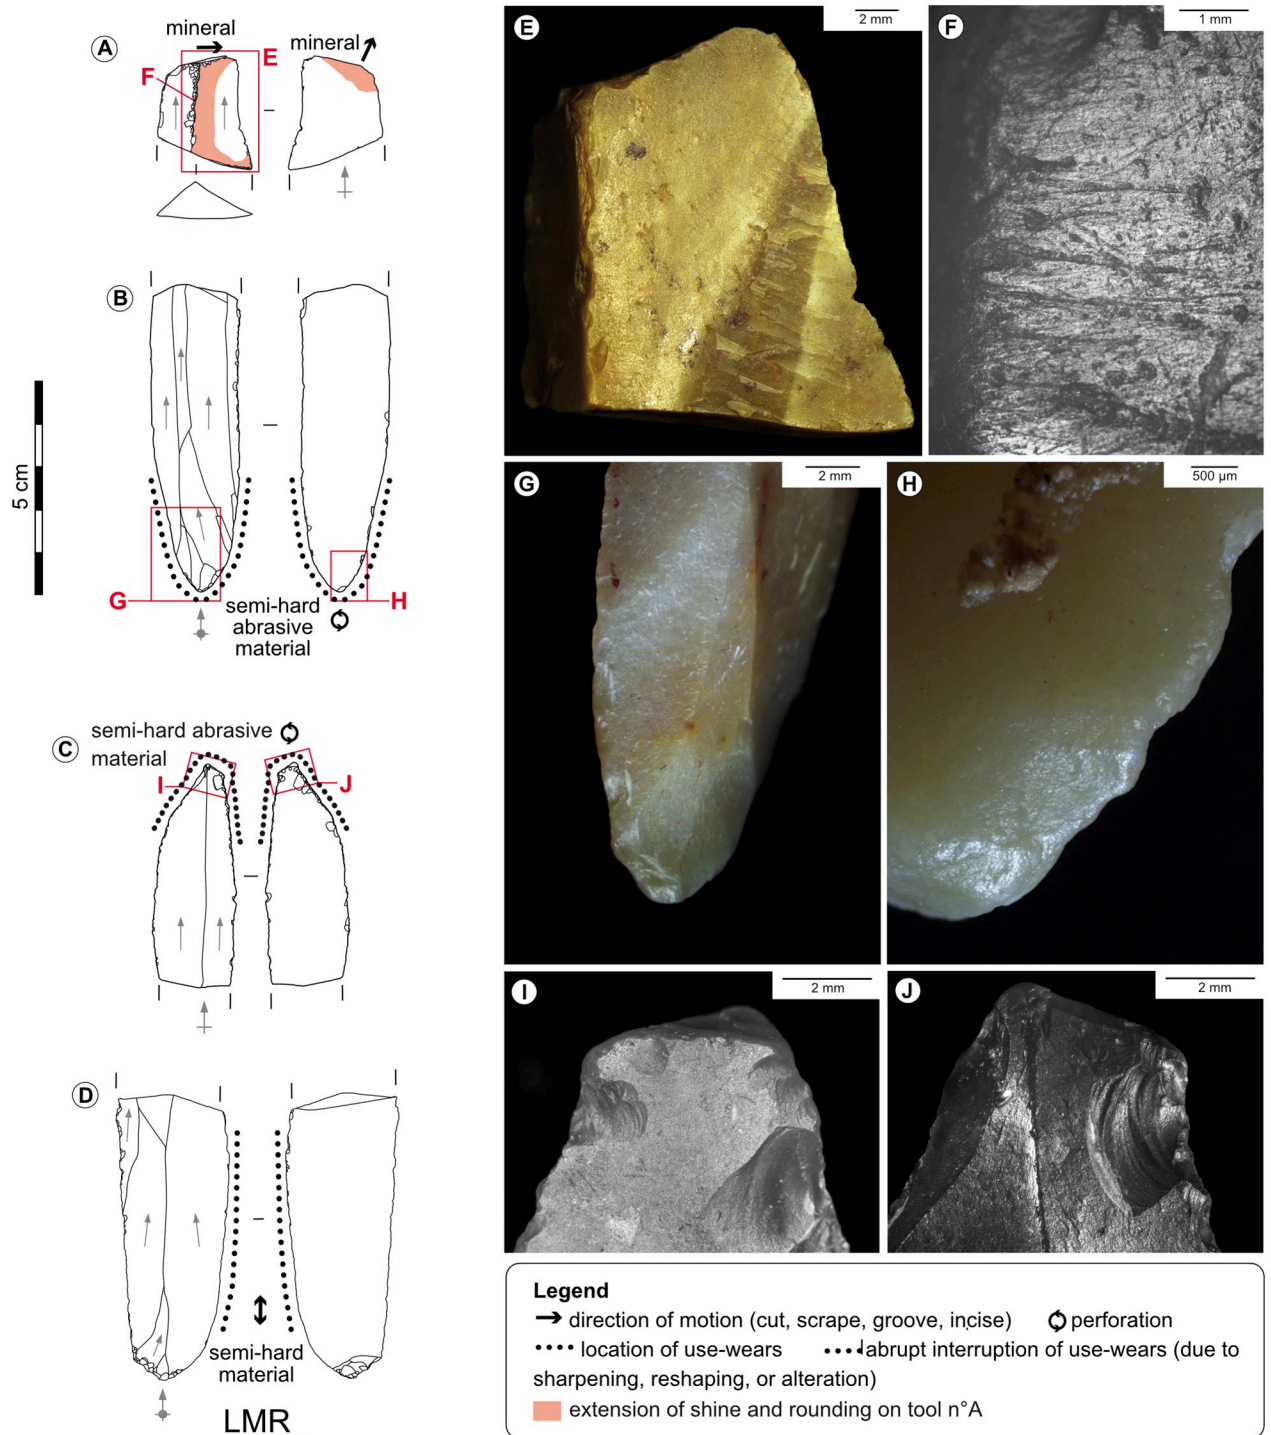 A
mineral
mineral
E
F
B
5 cm
G
H
semi-hard
abrasive
material
C
semi-hard abrasive
material
I
J
D
semi-hard
material
LMR
E
2 mm
F
1 mm
G
2 mm
H
500 µm
I
2 mm
J
2 mm
Legend
direction of motion (cut, scrape, groove, incise) perforation
location of use-wears abrupt interruption of use-wears (due to
sharpening, reshaping, or alteration)
extension of shine and rounding on tool n°A